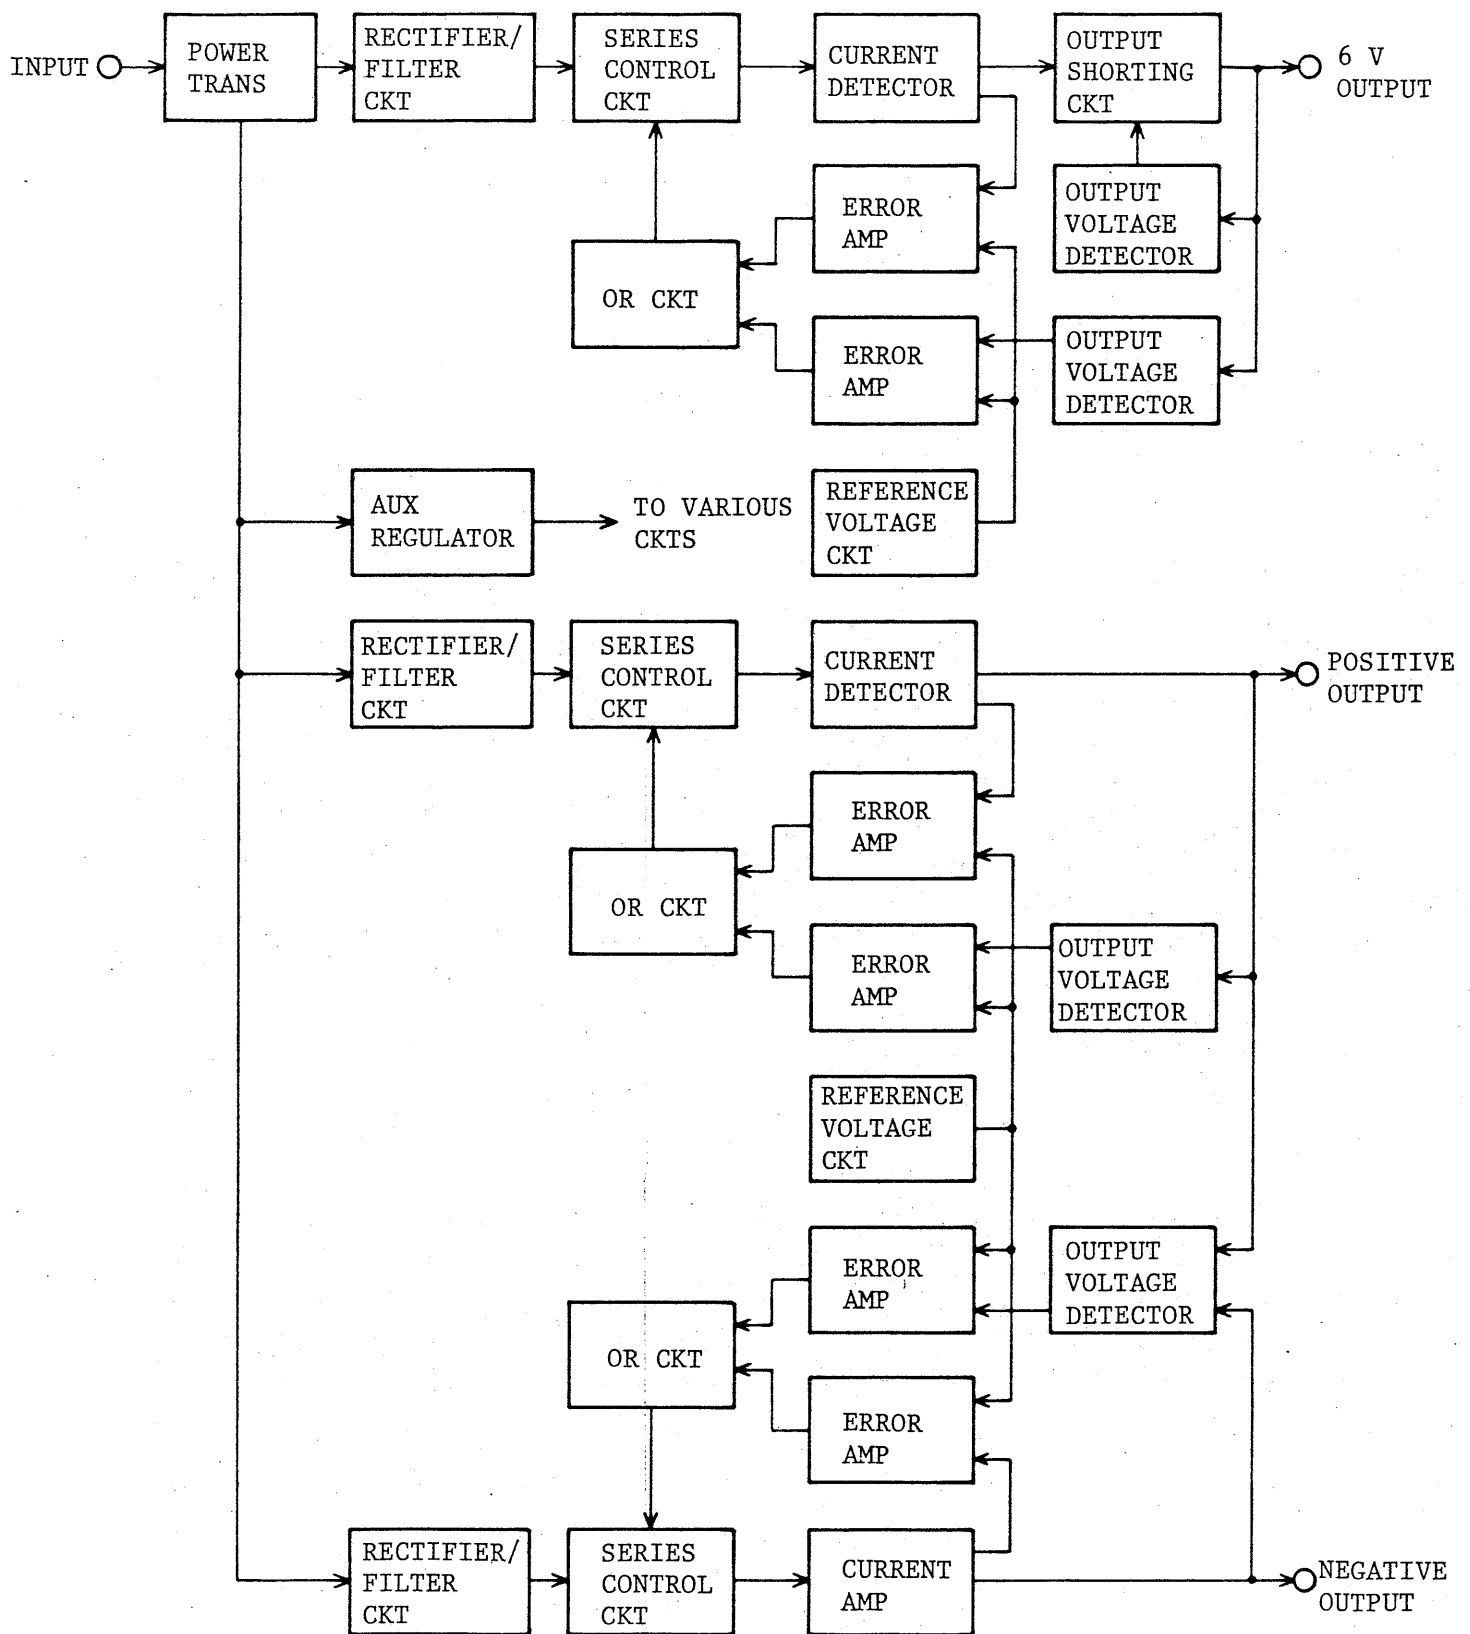 INPUT
POWER
TRANS
RECTIFIER/
FILTER
CKT
SERIES
CONTROL
CKT
CURRENT
DETECTOR
OUTPUT
SHORTING
CKT
6 V
OUTPUT
ERROR
AMP
OUTPUT
VOLTAGE
DETECTOR
OR CKT
ERROR
AMP
OUTPUT
VOLTAGE
DETECTOR
AUX
REGULATOR
TO VARIOUS
CKTS
REFERENCE
VOLTAGE
CKT
RECTIFIER/
FILTER
CKT
SERIES
CONTROL
CKT
CURRENT
DETECTOR
POSITIVE
OUTPUT
ERROR
AMP
OR CKT
ERROR
AMP
OUTPUT
VOLTAGE
DETECTOR
REFERENCE
VOLTAGE
CKT
ERROR
AMP
OUTPUT
VOLTAGE
DETECTOR
OR CKT
ERROR
AMP
RECTIFIER/
FILTER
CKT
SERIES
CONTROL
CKT
CURRENT
AMP
NEGATIVE
OUTPUT